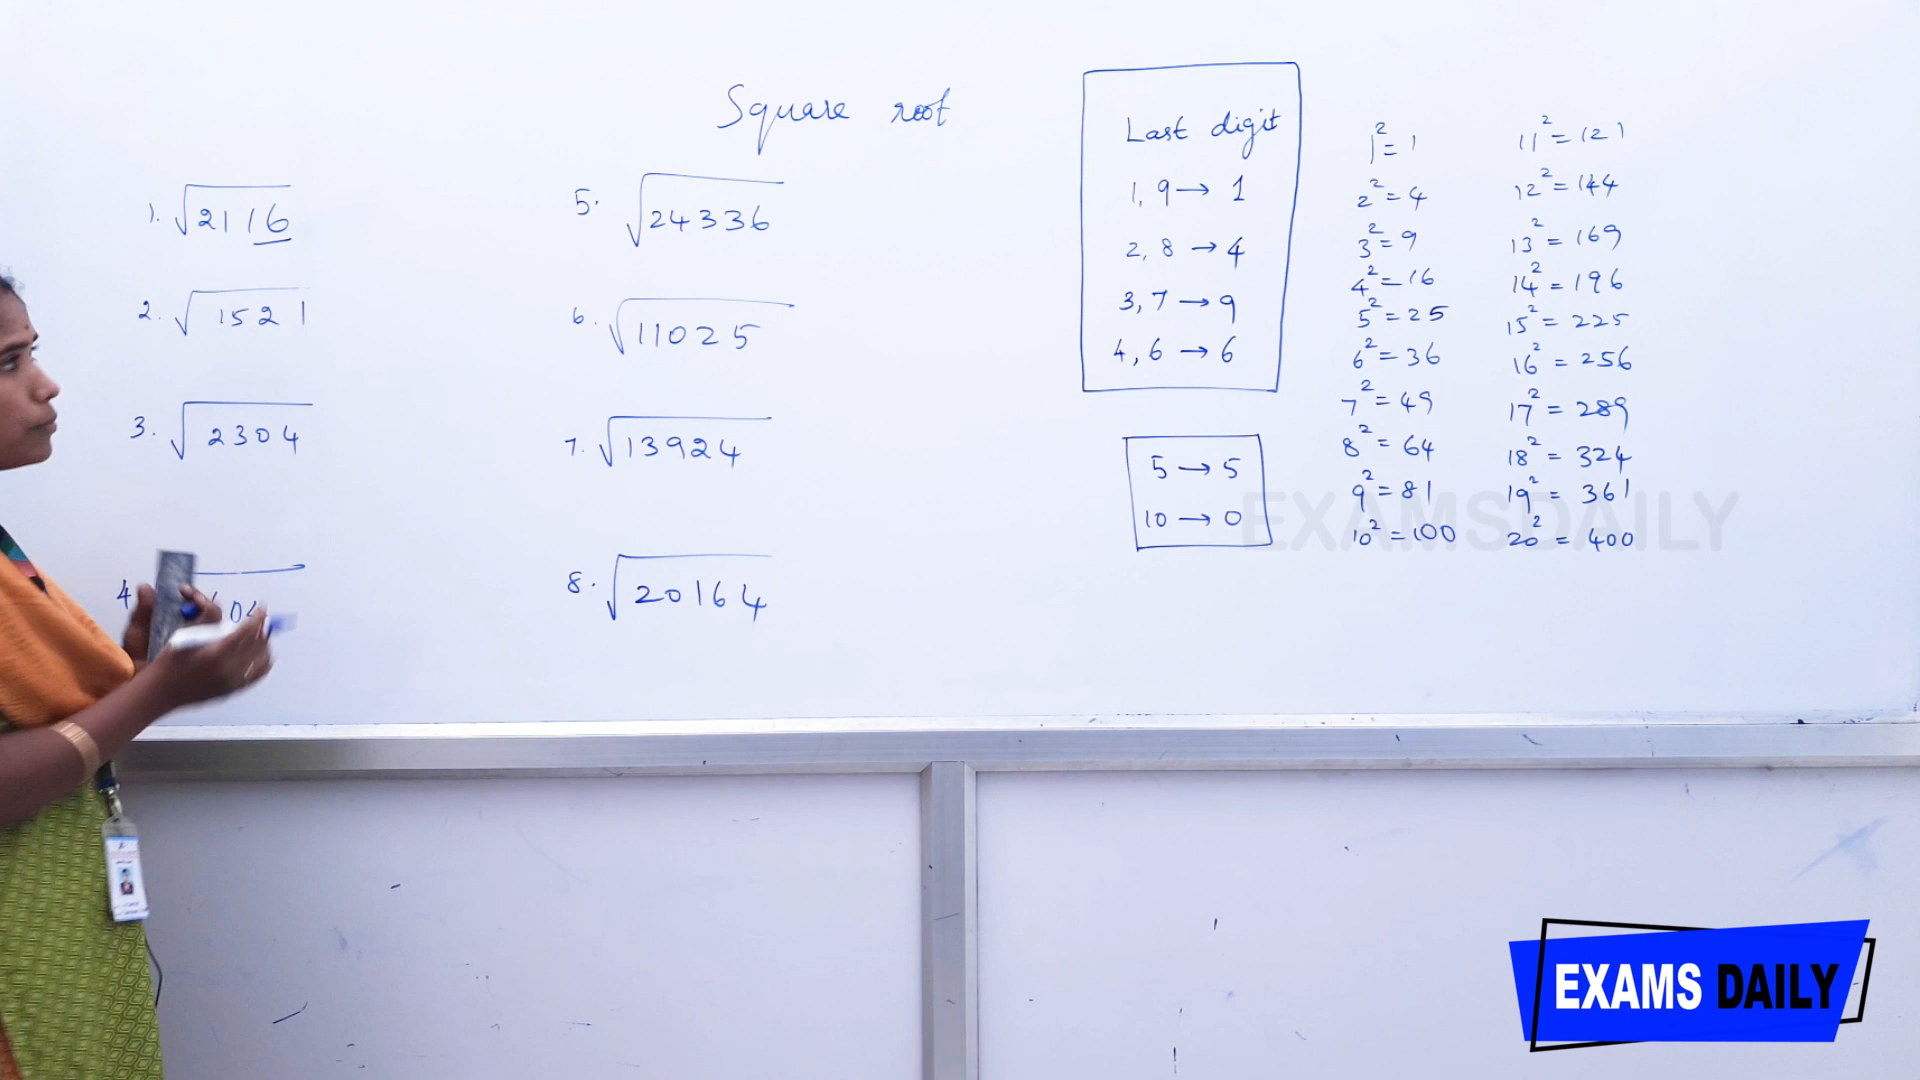 Square root
1. √2116
2. √1521
3. √2304
4.
5. √24336
6. √11025
7. √13924
8. √20164
Last digit
1, 9 → 1
2, 8 → 4
3, 7 → 9
4, 6 → 6
5 → 5
10 → 0
1² = 1
2² = 4
3² = 9
4² = 16
5² = 25
6² = 36
7² = 49
8² = 64
9² = 81
10² = 100
11² = 121
12² = 144
13² = 169
14² = 196
15² = 225
16² = 256
17² = 289
18² = 324
19² = 361
20² = 400
EXAMSDAILY
EXAMS DAILY